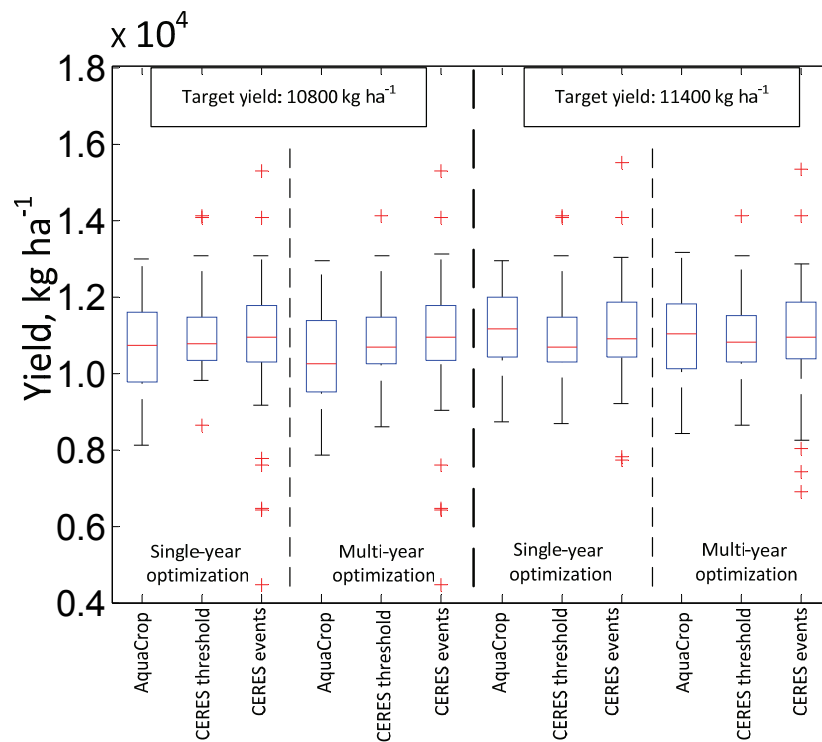 x 10⁴
Yield, kg ha⁻¹
1.8
1.6
1.4
1.2
1.0
0.8
0.6
0.4
Target yield: 10800 kg ha⁻¹
Target yield: 11400 kg ha⁻¹
Single-year
optimization
Multi-year
optimization
Single-year
optimization
Multi-year
optimization
AquaCrop
CERES threshold
CERES events
AquaCrop
CERES threshold
CERES events
AquaCrop
CERES threshold
CERES events
AquaCrop
CERES threshold
CERES events